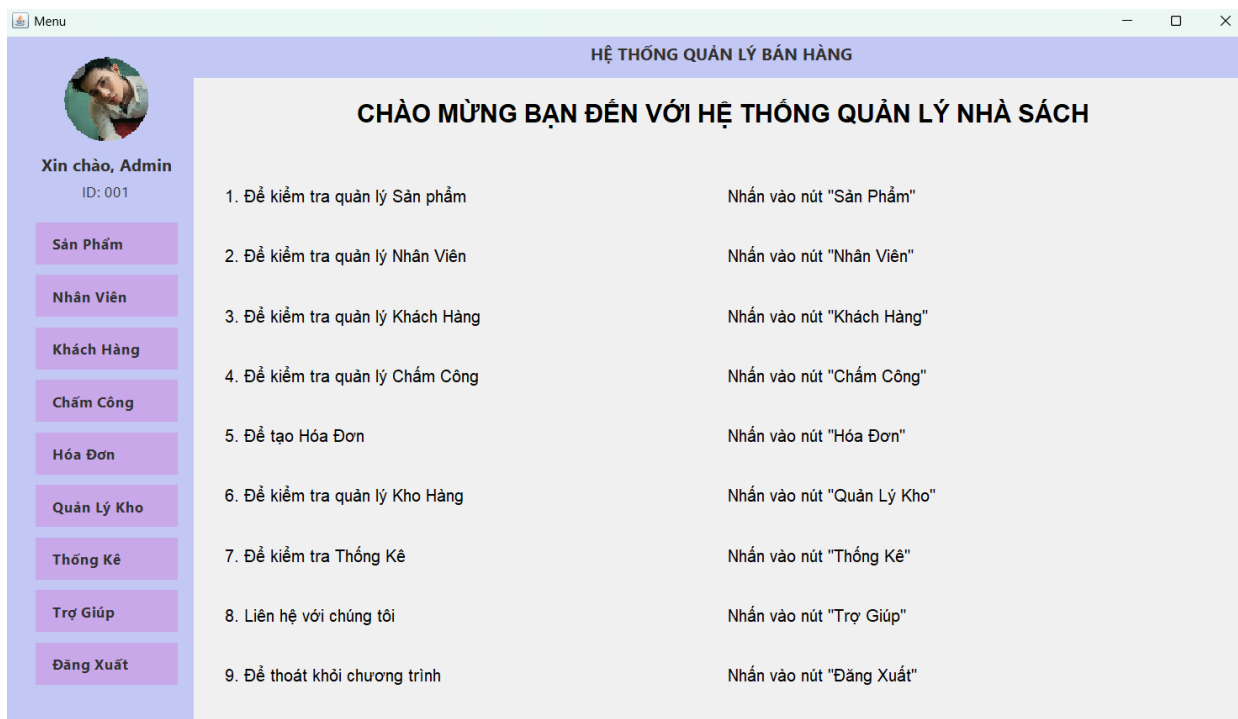 Menu
HỆ THỐNG QUẢN LÝ BÁN HÀNG
Xin chào, Admin
ID: 001
Sản Phẩm
Nhân Viên
Khách Hàng
Chấm Công
Hóa Đơn
Quản Lý Kho
Thống Kê
Trợ Giúp
Đăng Xuất
CHÀO MỪNG BẠN ĐẾN VỚI HỆ THỐNG QUẢN LÝ NHÀ SÁCH
1. Để kiểm tra quản lý Sản phẩm Nhấn vào nút "Sản Phẩm"
2. Để kiểm tra quản lý Nhân Viên Nhấn vào nút "Nhân Viên"
3. Để kiểm tra quản lý Khách Hàng Nhấn vào nút "Khách Hàng"
4. Để kiểm tra quản lý Chấm Công Nhấn vào nút "Chấm Công"
5. Để tạo Hóa Đơn Nhấn vào nút "Hóa Đơn"
6. Để kiểm tra quản lý Kho Hàng Nhấn vào nút "Quản Lý Kho"
7. Để kiểm tra Thống Kê Nhấn vào nút "Thống Kê"
8. Liên hệ với chúng tôi Nhấn vào nút "Trợ Giúp"
9. Để thoát khỏi chương trình Nhấn vào nút "Đăng Xuất"